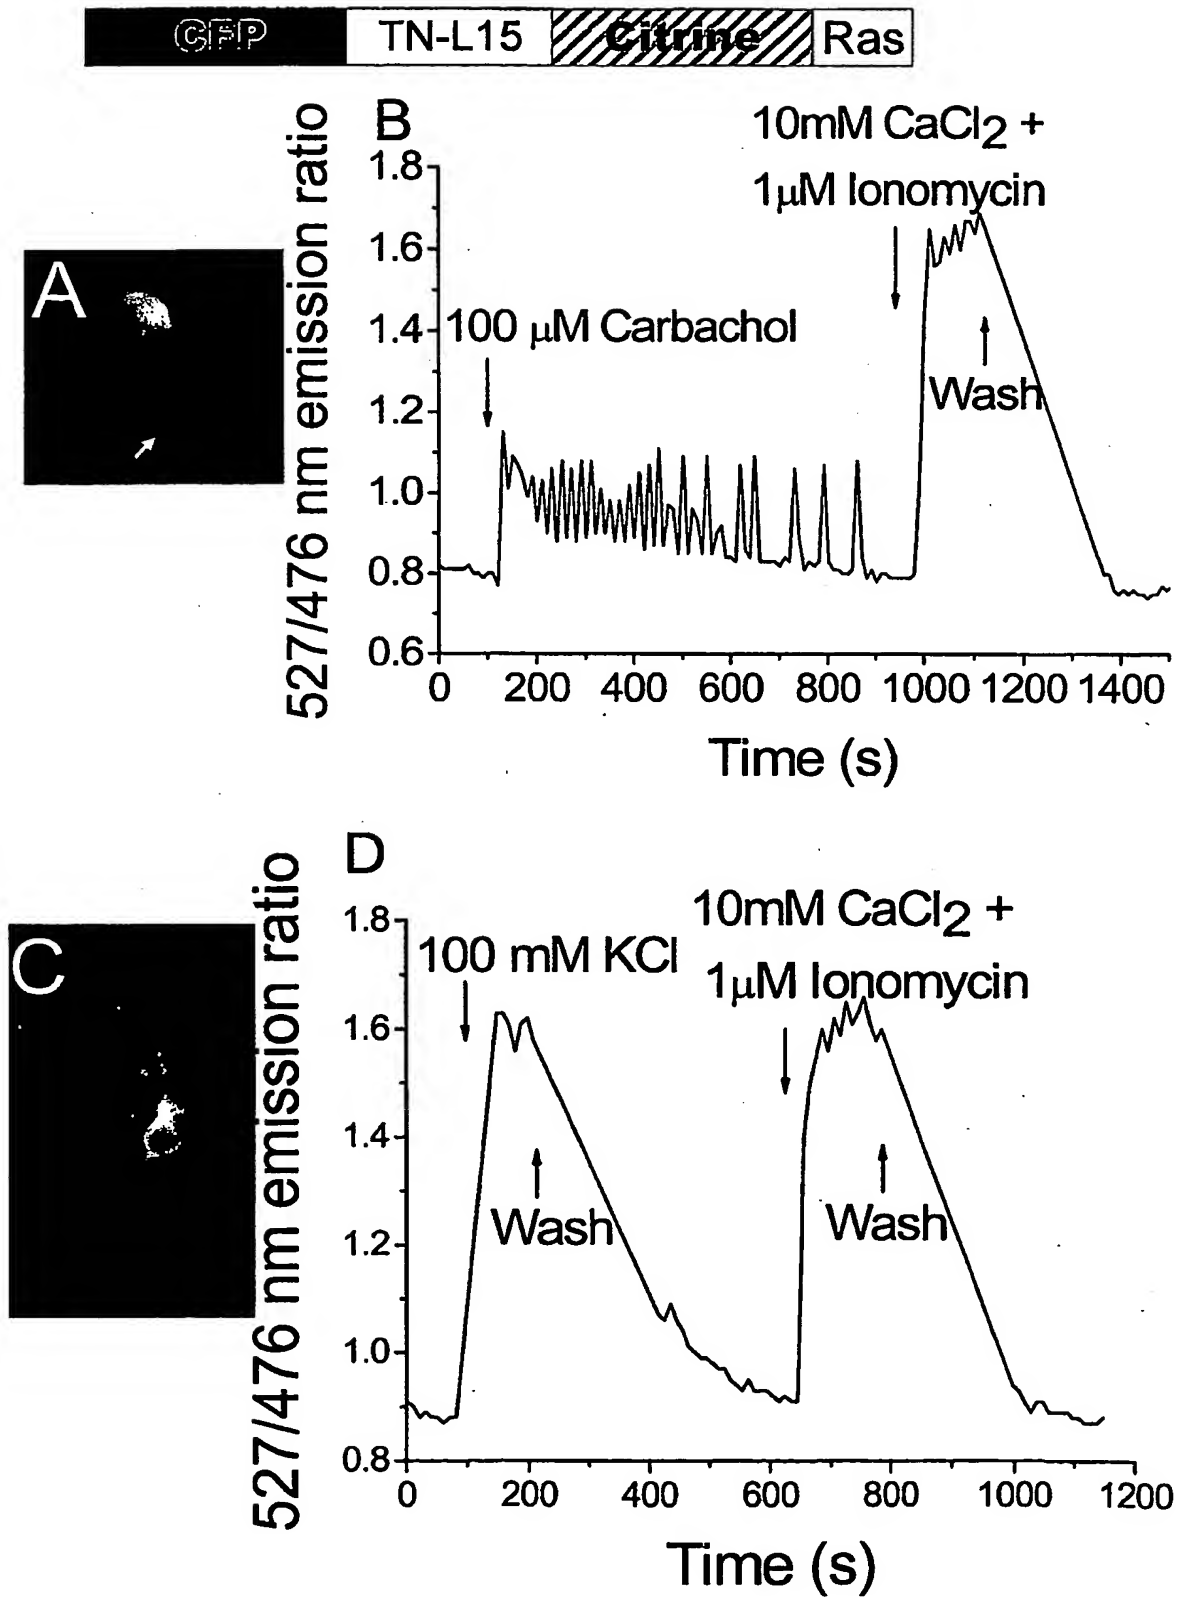 CFP TN-L15 Citrine Ras
A
B
527/476 nm emission ratio
10mM CaCl2 +
1µM Ionomycin
100 µM Carbachol
Wash
1.8
1.6
1.4
1.2
1.0
0.8
0.6
0 200 400 600 800 1000 1200 1400
Time (s)
C
D
527/476 nm emission ratio
10mM CaCl2 +
100 mM KCl
1µM Ionomycin
Wash
Wash
1.8
1.6
1.4
1.2
1.0
0.8
0 200 400 600 800 1000 1200
Time (s)